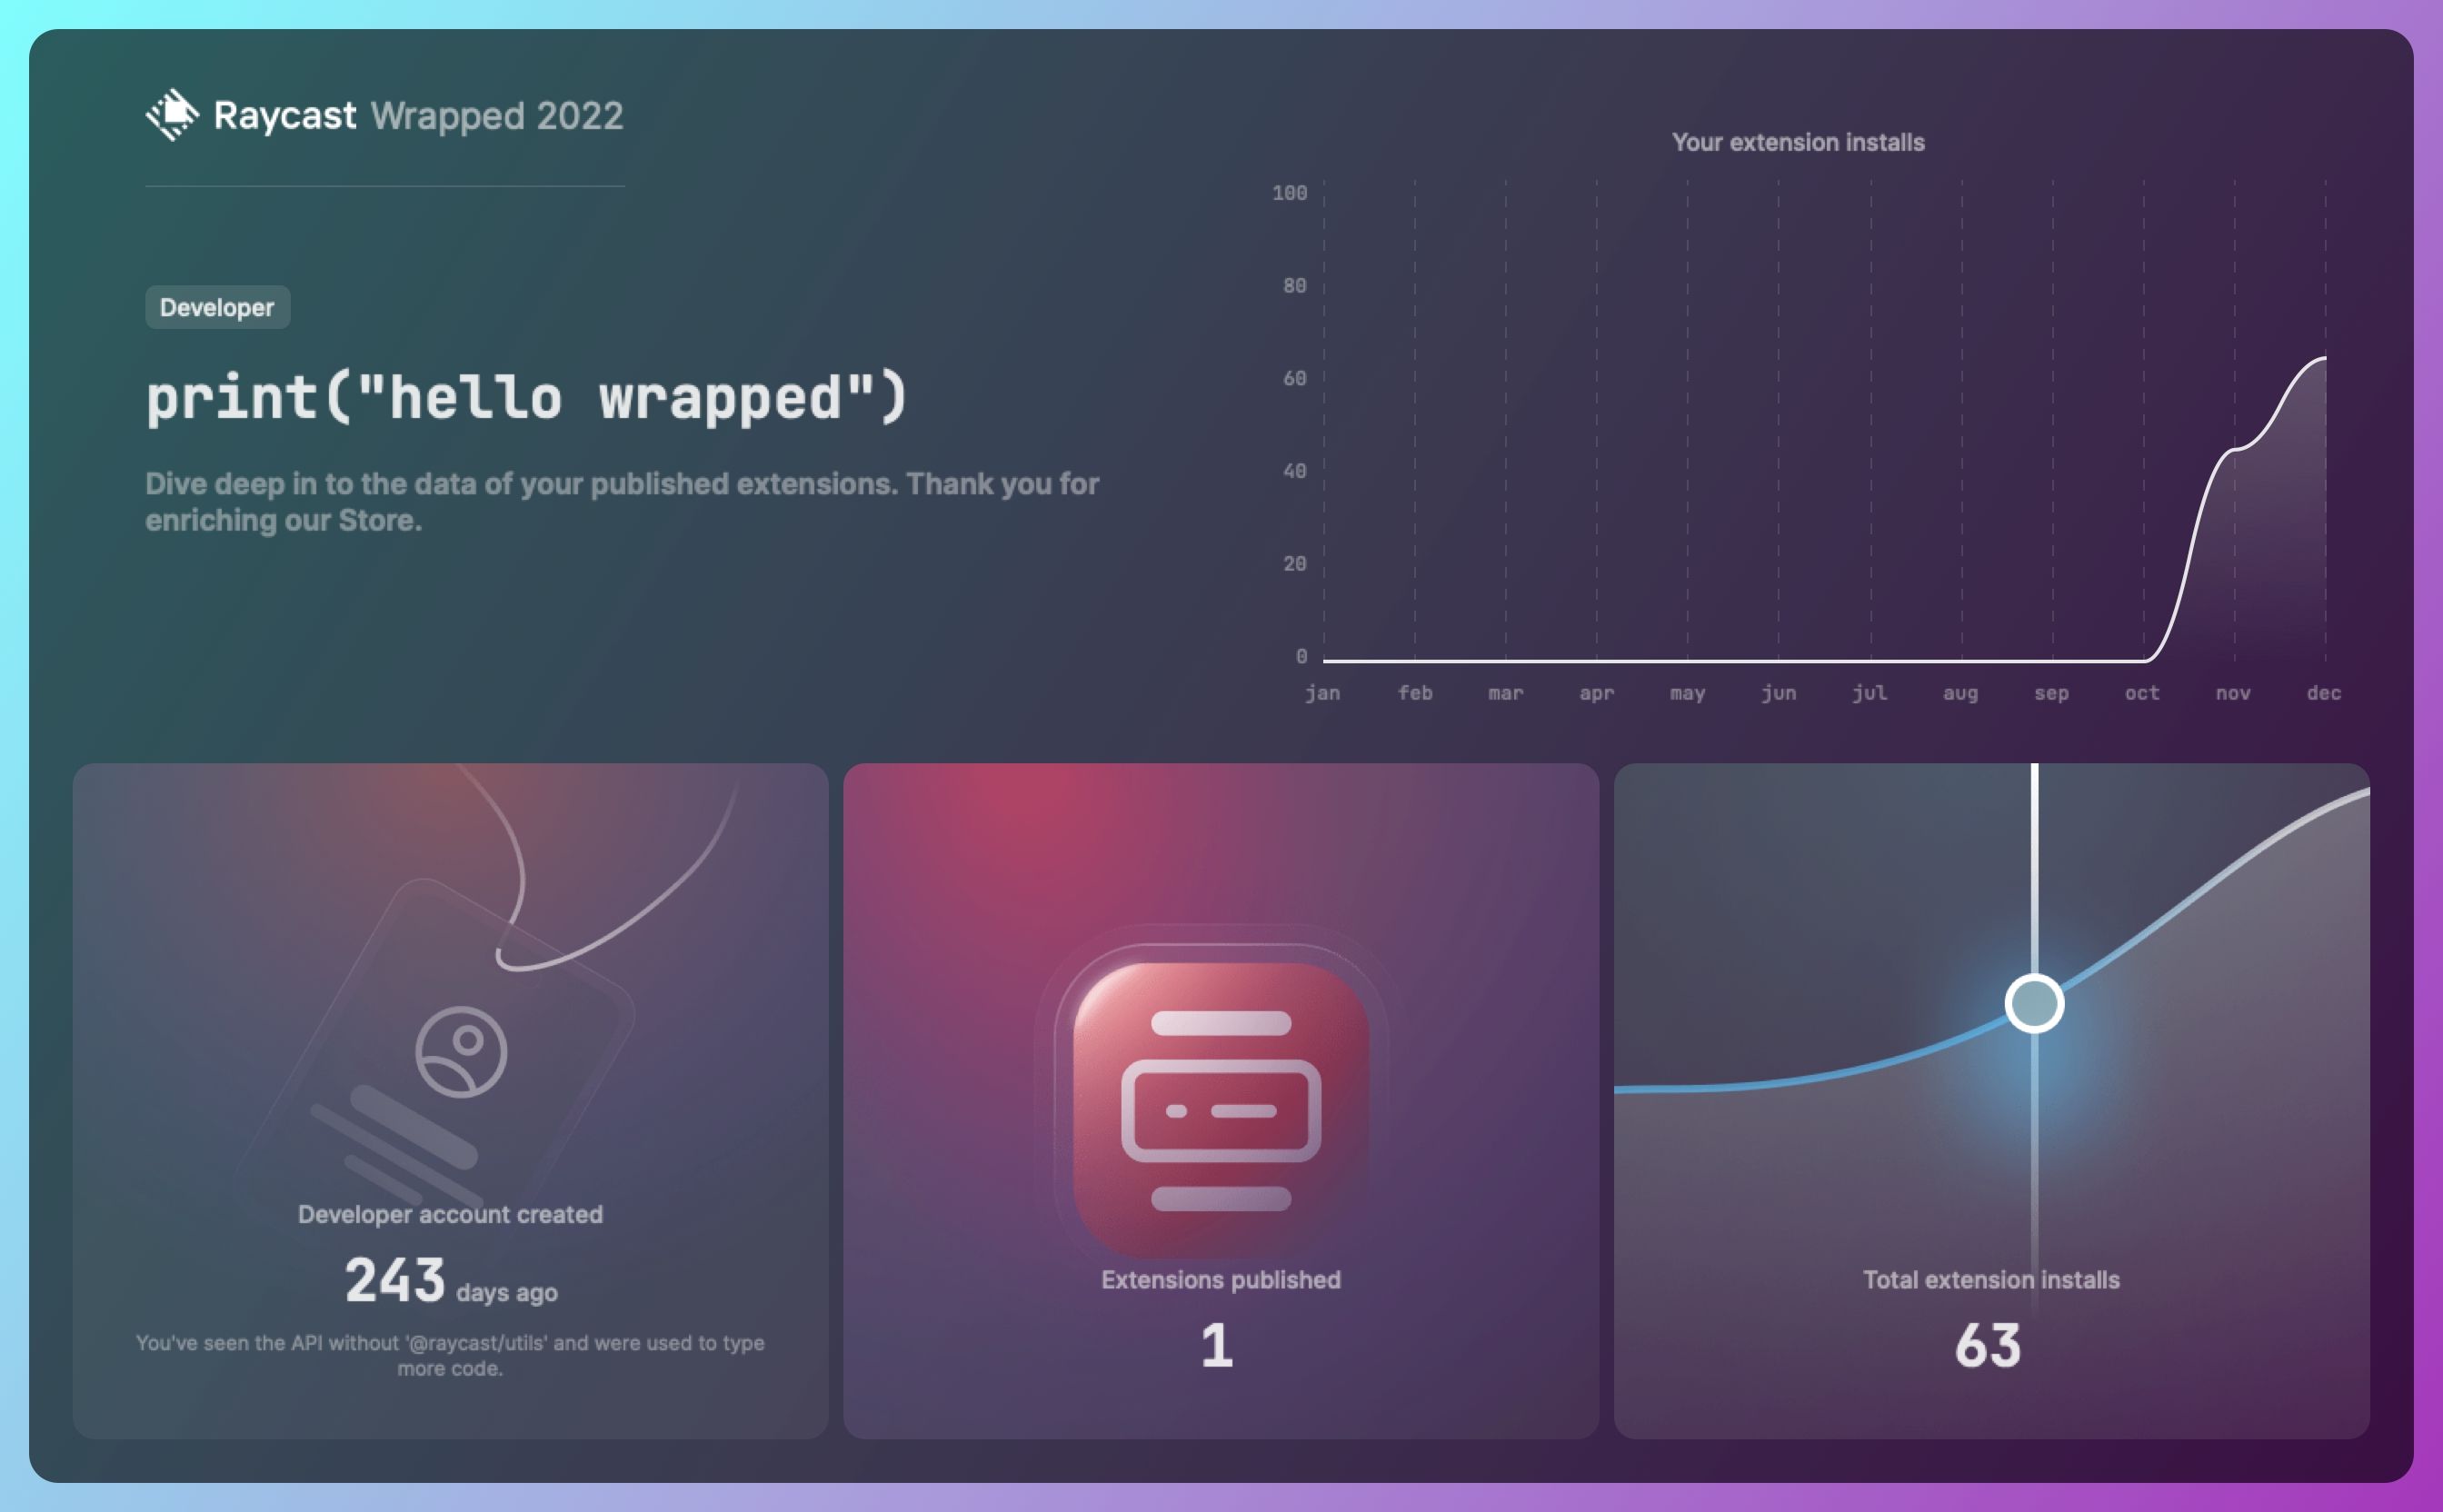 Raycast Wrapped 2022
Developer
print("hello wrapped")
Dive deep in to the data of your published extensions. Thank you for
enriching our Store.
Your extension installs
100
80
60
40
20
0
jan feb mar apr may jun jul aug sep oct nov dec
Developer account created
243 days ago
You've seen the API without '@raycast/utils' and were used to type
more code.
Extensions published
1
Total extension installs
63